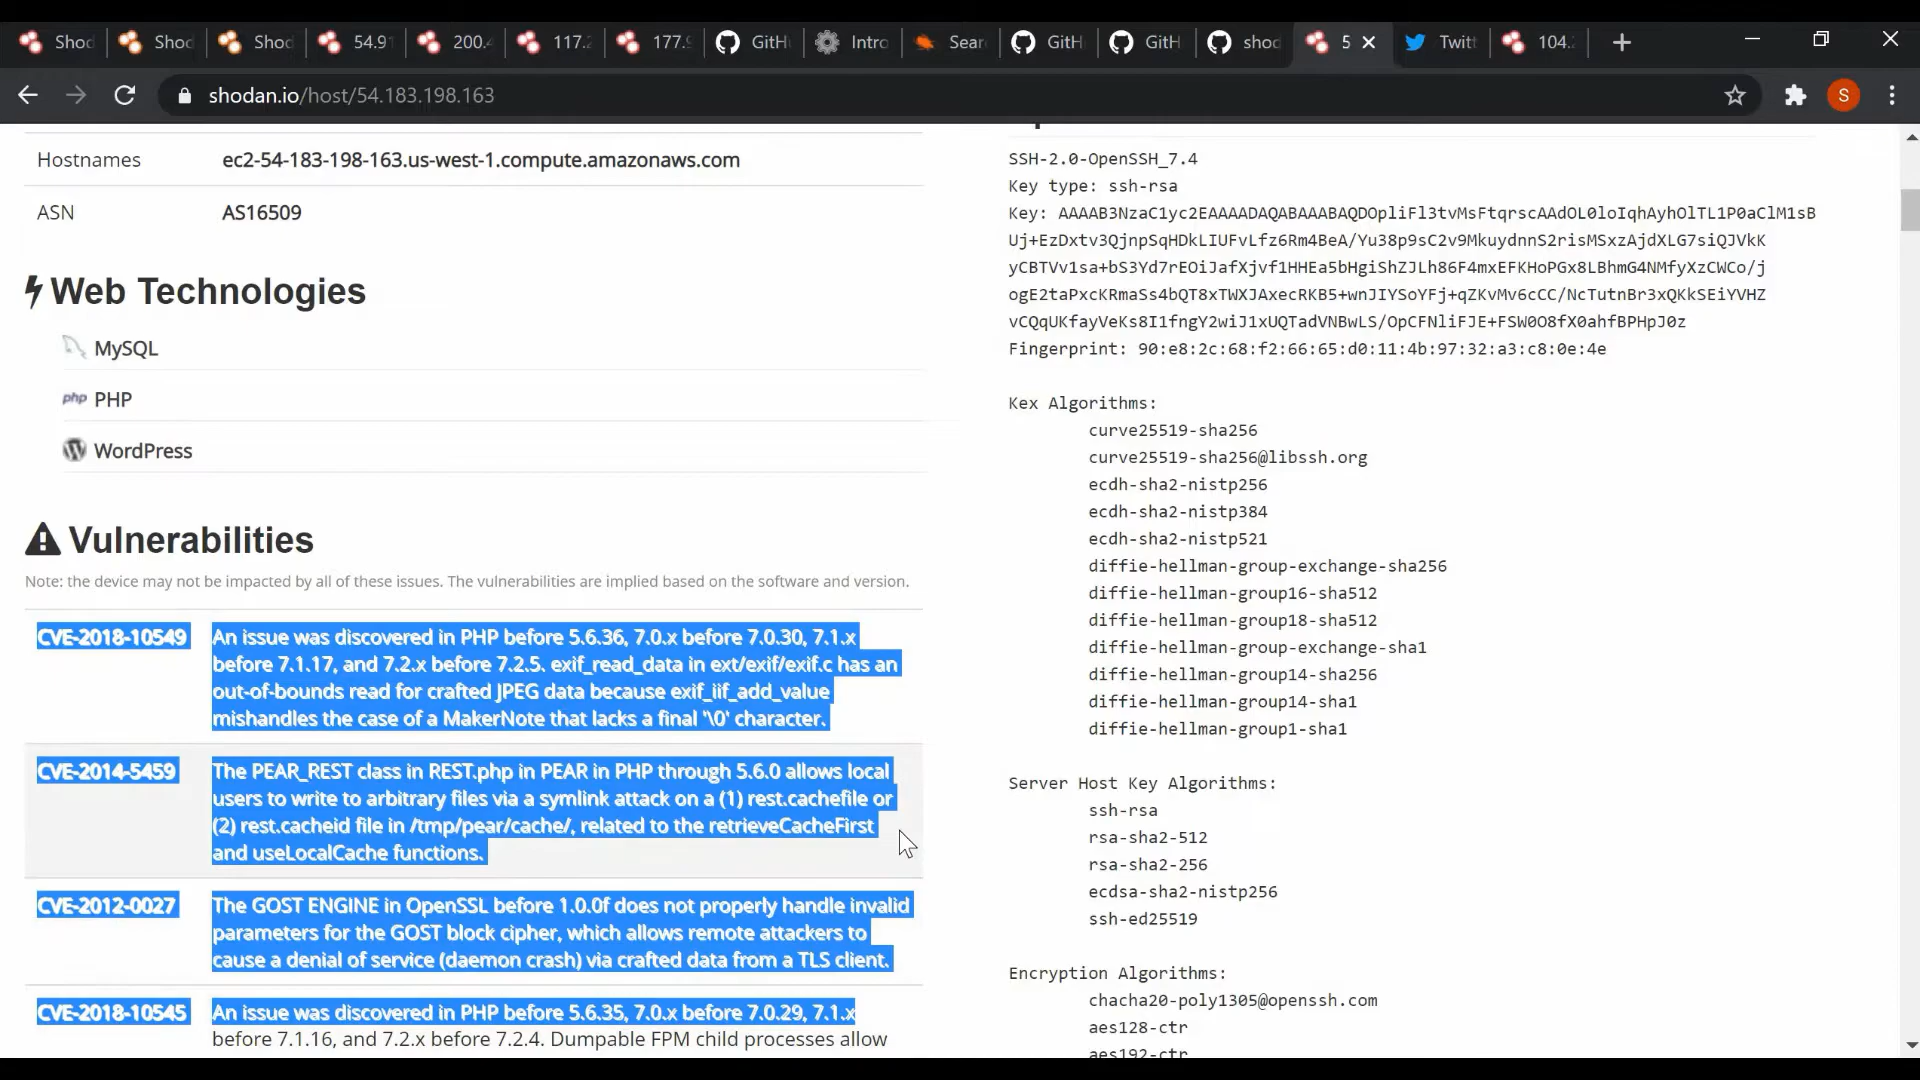 Shod
Shod
Shod
54.91
200.4
117.2
177.9
GitH
Intro
Sear
GitH
GitH
shod
5
Twitt
104.
shodan.io/host/54.183.198.163
S
Hostnames ec2-54-183-198-163.us-west-1.compute.amazonaws.com
ASN AS16509
Web Technologies
MySQL
php PHP
WordPress
Vulnerabilities
Note: the device may not be impacted by all of these issues. The vulnerabilities are implied based on the software and version.
CVE-2018-10549 An issue was discovered in PHP before 5.6.36, 7.0.x before 7.0.30, 7.1.x
before 7.1.17, and 7.2.x before 7.2.5. exif_read_data in ext/exif/exif.c has an
out-of-bounds read for crafted JPEG data because exif_iif_add_value
mishandles the case of a MakerNote that lacks a final '\0' character.
CVE-2014-5459 The PEAR_REST class in REST.php in PEAR in PHP through 5.6.0 allows local
users to write to arbitrary files via a symlink attack on a (1) rest.cachefile or
(2) rest.cacheid file in /tmp/pear/cache/, related to the retrieveCacheFirst
and useLocalCache functions.
CVE-2012-0027 The GOST ENGINE in OpenSSL before 1.0.0f does not properly handle invalid
parameters for the GOST block cipher, which allows remote attackers to
cause a denial of service (daemon crash) via crafted data from a TLS client.
CVE-2018-10545 An issue was discovered in PHP before 5.6.35, 7.0.x before 7.0.29, 7.1.x
before 7.1.16, and 7.2.x before 7.2.4. Dumpable FPM child processes allow
SSH-2.0-OpenSSH_7.4
Key type: ssh-rsa
Key: AAAAB3NzaC1yc2EAAAADAQABAAABAQDOpliFl3tvMsFtqrscAAdOL0loIqhAyhOlTL1P0aClM1sB
Uj+EzDxtv3QjnpSqHDkLIUFvLfz6Rm4BeA/Yu38p9sC2v9MkuydnnS2risMSxzAjdXLG7siQJVkK
yCBTVv1sa+bS3Yd7rEOiJafXjvf1HHEa5bHgiShZJLh86F4mxEFKHoPGx8LBhmG4NMfyXzCWCo/j
ogE2taPxcKRmaSs4bQT8xTWXJAxecRKB5+wnJIYSoYFj+qZKvMv6cCC/NcTutnBr3xQKkSEiYVHZ
vCQqUKfayVeKs8I1fngY2wiJ1xUQTadVNBwLS/OpCFNliFJE+FSW0O8fX0ahfBPHpJ0z
Fingerprint: 90:e8:2c:68:f2:66:65:d0:11:4b:97:32:a3:c8:0e:4e
Kex Algorithms:
curve25519-sha256
curve25519-sha256@libssh.org
ecdh-sha2-nistp256
ecdh-sha2-nistp384
ecdh-sha2-nistp521
diffie-hellman-group-exchange-sha256
diffie-hellman-group16-sha512
diffie-hellman-group18-sha512
diffie-hellman-group-exchange-sha1
diffie-hellman-group14-sha256
diffie-hellman-group14-sha1
diffie-hellman-group1-sha1
Server Host Key Algorithms:
ssh-rsa
rsa-sha2-512
rsa-sha2-256
ecdsa-sha2-nistp256
ssh-ed25519
Encryption Algorithms:
chacha20-poly1305@openssh.com
aes128-ctr
aes192-ctr